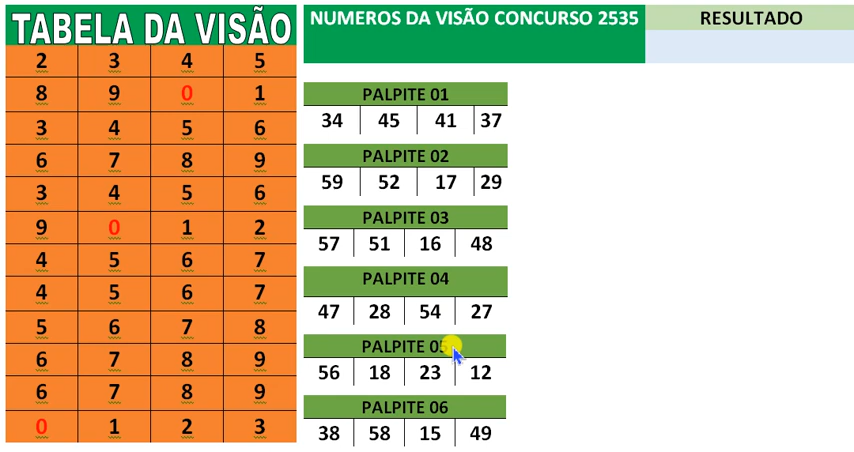 TABELA DA VISÃO
2 3 4 5
8 9 0 1
3 4 5 6
6 7 8 9
3 4 5 6
9 0 1 2
4 5 6 7
4 5 6 7
5 6 7 8
6 7 8 9
6 7 8 9
0 1 2 3
NUMEROS DA VISÃO CONCURSO 2535
RESULTADO
PALPITE 01
34 45 41 37
PALPITE 02
59 52 17 29
PALPITE 03
57 51 16 48
PALPITE 04
47 28 54 27
PALPITE 05
56 18 23 12
PALPITE 06
38 58 15 49